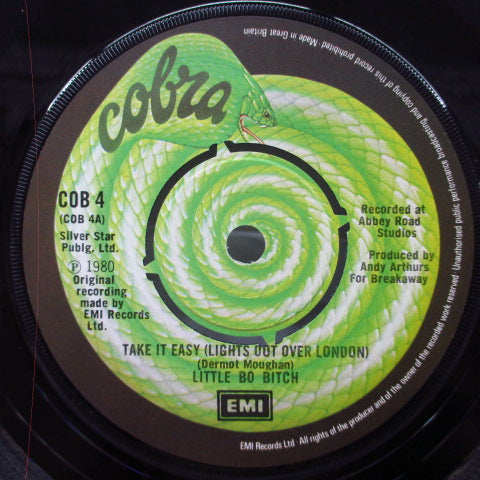 cobra
COB 4
(COB 4A)
Silver Star
Publg. Ltd.
℗ 1980
Original
recording
made by
EMI Records
Ltd.
Recorded at
Abbey Road
Studios
Produced by
Andy Arthurs
For Breakaway
TAKE IT EASY (LIGHTS OUT OVER LONDON)
(Dermot Moughan)
LITTLE BO BITCH
EMI
EMI Records Ltd · All rights of the producer and of the owner of the recorded work reserved · Unauthorised public performance broadcasting and copying of this record prohibited · Made in Great Britain